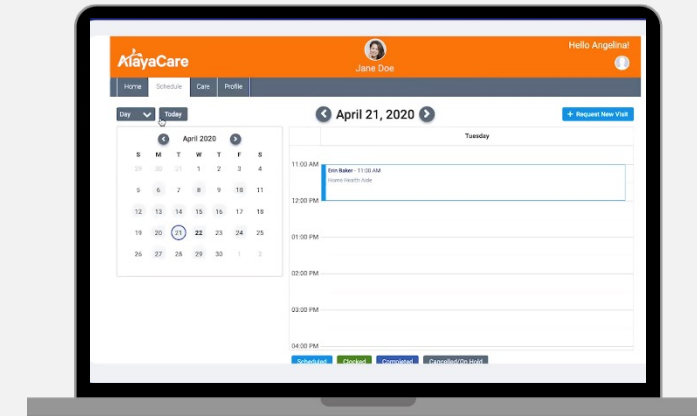 Hello Angelina!
AlayaCare
Jane Doe
Home Schedule Care Profile
Day Today
April 21, 2020
+ Request New Visit
April 2020
S M T W T F S
29 30 31 1 2 3 4
5 6 7 8 9 10 11
12 13 14 15 16 17 18
19 20 21 22 23 24 25
26 27 28 29 30 1 2
Tuesday
11:00 AM
Erin Baker - 11:00 AM
Home Health Aide
12:00 PM
01:00 PM
02:00 PM
03:00 PM
04:00 PM
Scheduled Clocked Completed Cancelled/On Hold